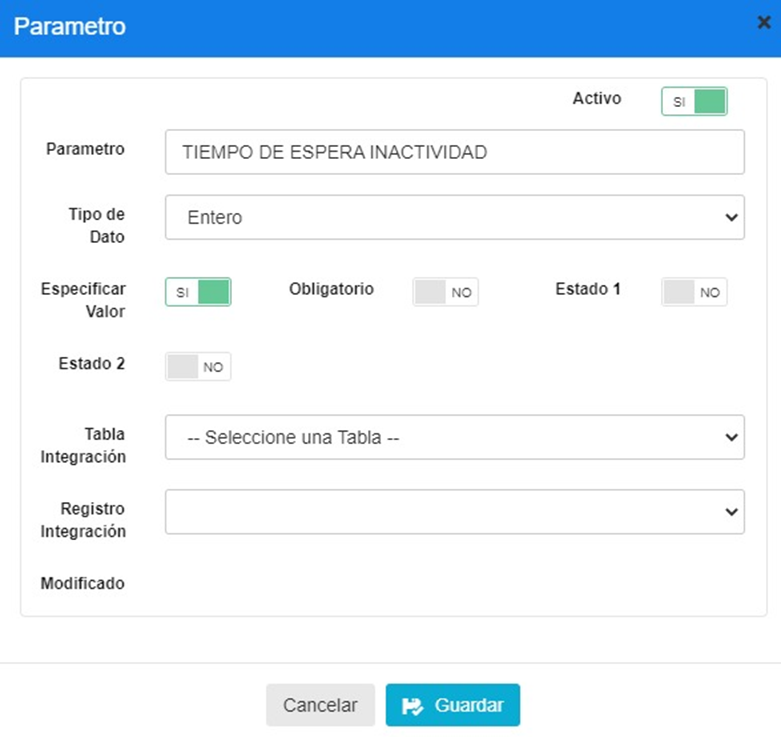 Parametro
Activo SI
Parametro TIEMPO DE ESPERA INACTIVIDAD
Tipo de
Dato
Entero
Especificar
Valor
SI Obligatorio NO Estado 1 NO
Estado 2 NO
Tabla
Integración
-- Seleccione una Tabla --
Registro
Integración
Modificado
Cancelar Guardar